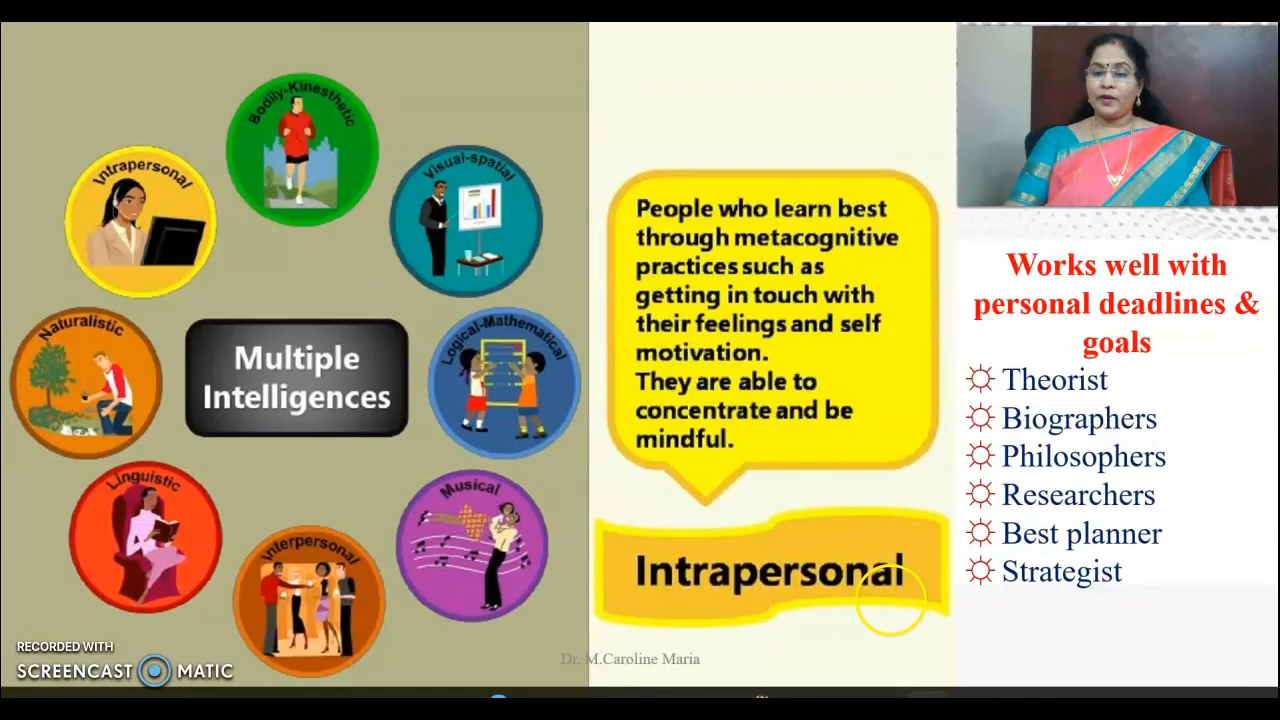 Bodily-Kinesthetic
Intrapersonal
Visual-spatial
Naturalistic
Multiple
Intelligences
Logical-Mathematical
Linguistic
Musical
Interpersonal
People who learn best
through metacognitive
practices such as
getting in touch with
their feelings and self
motivation.
They are able to
concentrate and be
mindful.
Intrapersonal
Works well with
personal deadlines &
goals
Theorist
Biographers
Philosophers
Researchers
Best planner
Strategist
Dr. M.Caroline Maria
RECORDED WITH
SCREENCAST MATIC